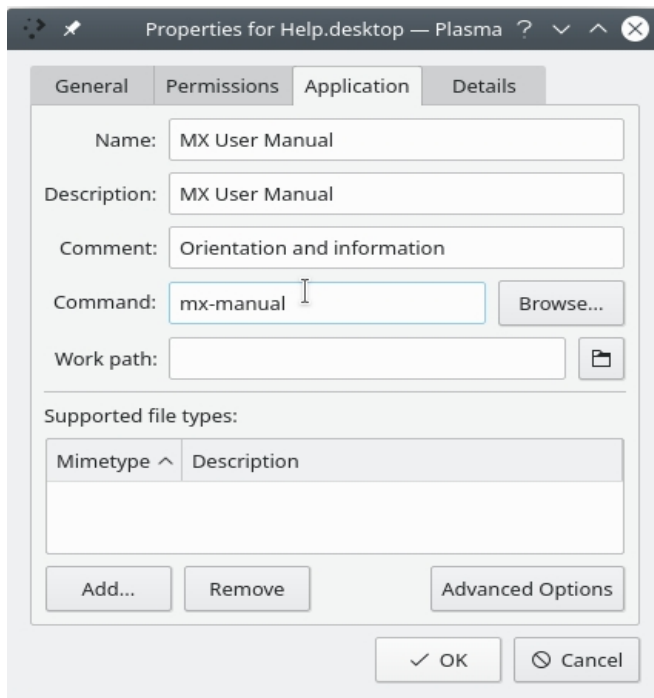 Properties for Help.desktop — Plasma ?
General Permissions Application Details
Name: MX User Manual
Description: MX User Manual
Comment: Orientation and information
Command: mx-manual Browse...
Work path:
Supported file types:
Mimetype Description
Add... Remove Advanced Options
OK Cancel